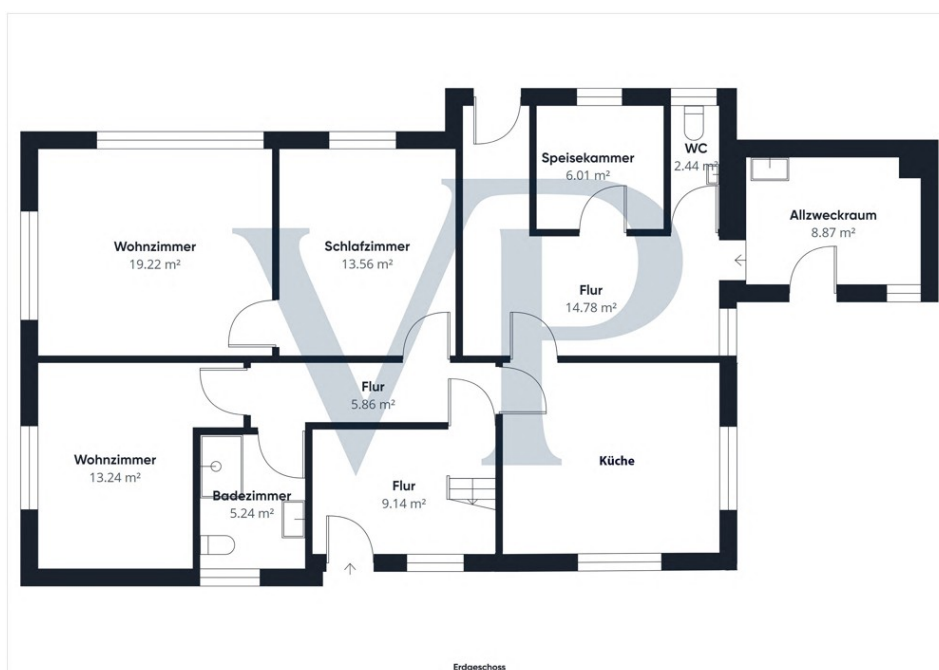 Speisekammer
6.01 m²
WC
2.44 m²
Allzweckraum
8.87 m²
Wohnzimmer
19.22 m²
Schlafzimmer
13.56 m²
Flur
14.78 m²
Flur
5.86 m²
Wohnzimmer
13.24 m²
Badezimmer
5.24 m²
Flur
9.14 m²
Küche
VP
Erdgeschoss